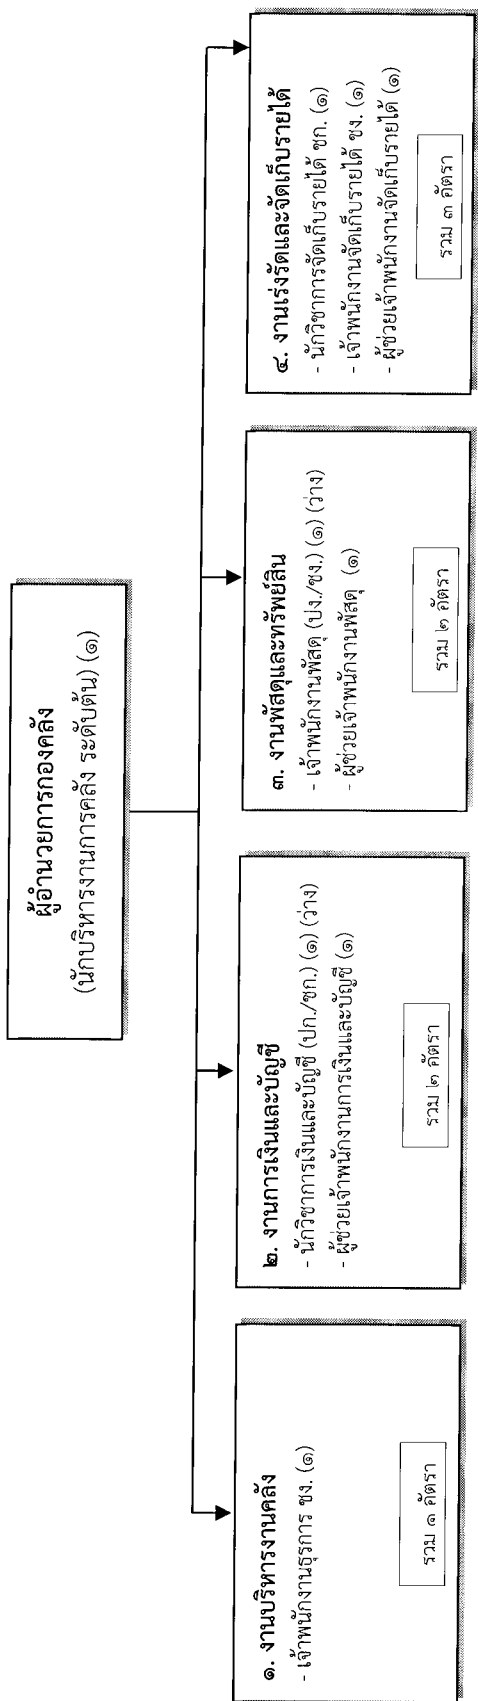 ผู้อำนวยการกองคลัง
(นักบริหารงานการคลัง ระดับต้น) (๑)
๑. งานบริหารงานคลัง
- เจ้าพนักงานธุรการ ชง. (๑)
รวม ๑ อัตรา
๒. งานการเงินและบัญชี
- นักวิชาการเงินและบัญชี (ปก./ชก.) (๑) (ว่าง)
- ผู้ช่วยเจ้าพนักงานการเงินและบัญชี (๑)
รวม ๒ อัตรา
๓. งานพัสดุและทรัพย์สิน
- เจ้าพนักงานพัสดุ (ปง./ชง.) (๑) (ว่าง)
- ผู้ช่วยเจ้าพนักงานพัสดุ (๑)
รวม ๒ อัตรา
๔. งานเร่งรัดและจัดเก็บรายได้
- นักวิชาการจัดเก็บรายได้ ชก. (๑)
- เจ้าพนักงานจัดเก็บรายได้ ชง. (๑)
- ผู้ช่วยเจ้าพนักงานจัดเก็บรายได้ (๑)
รวม ๓ อัตรา